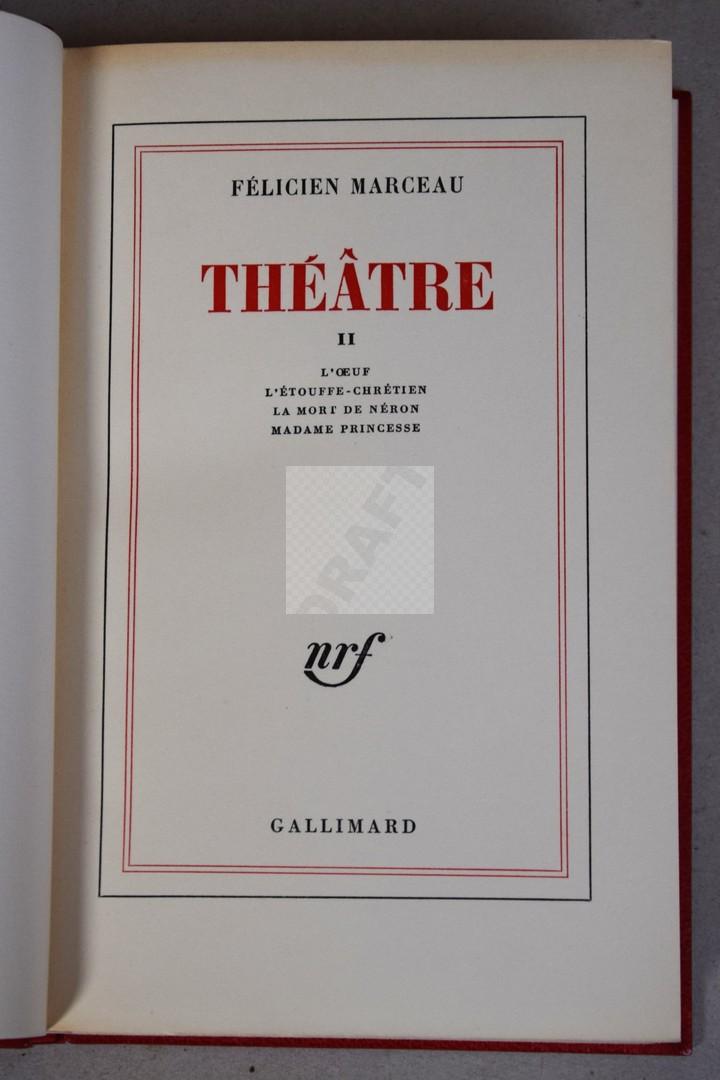 FÉLICIEN MARCEAU
THÉÂTRE
II
L'ŒUF
L'ÉTOUFFE-CHRÉTIEN
LA MORT DE NÉRON
MADAME PRINCESSE
DRAFT
nrf
GALLIMARD